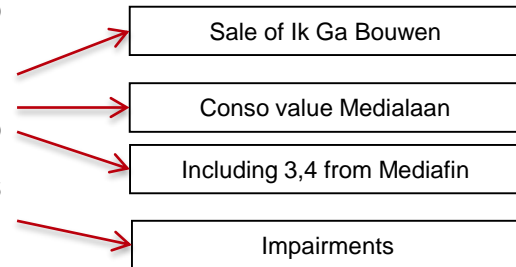 Sale of Ik Ga Bouwen
Conso value Medialaan
Including 3,4 from Mediafin
Impairments